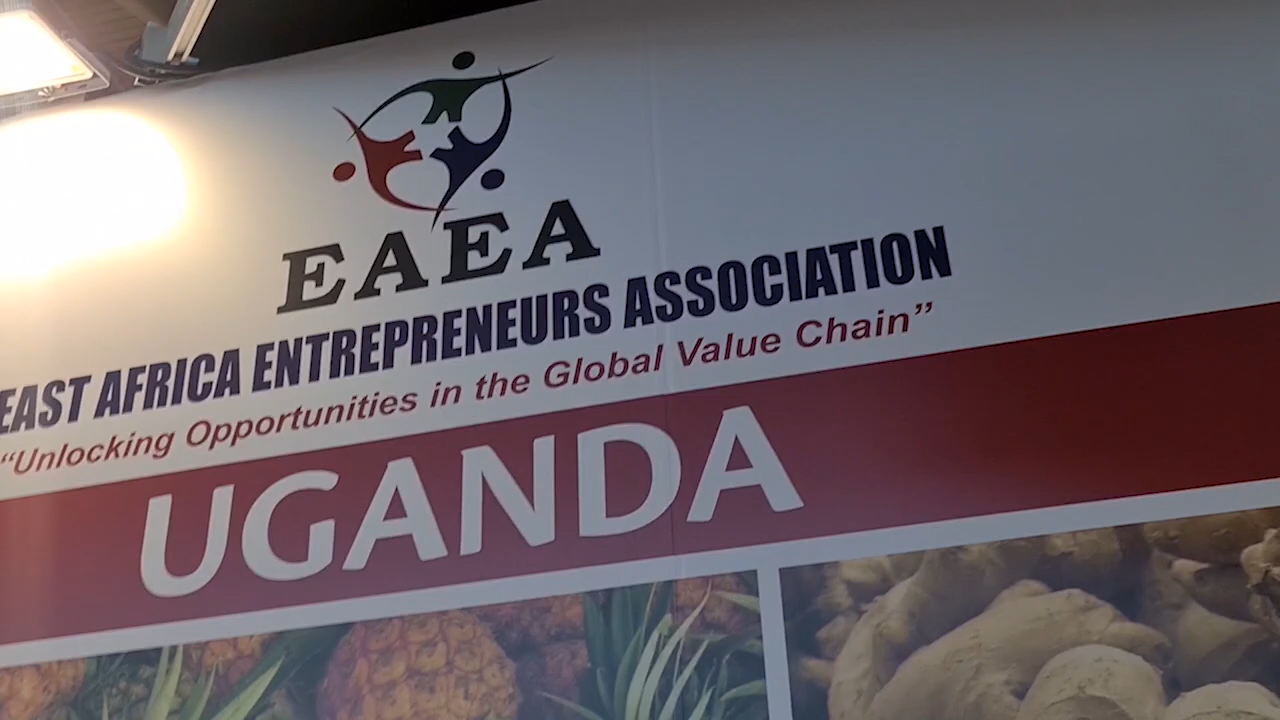 EAEA
EAST AFRICA ENTREPRENEURS ASSOCIATION
“Unlocking Opportunities in the Global Value Chain”
UGANDA